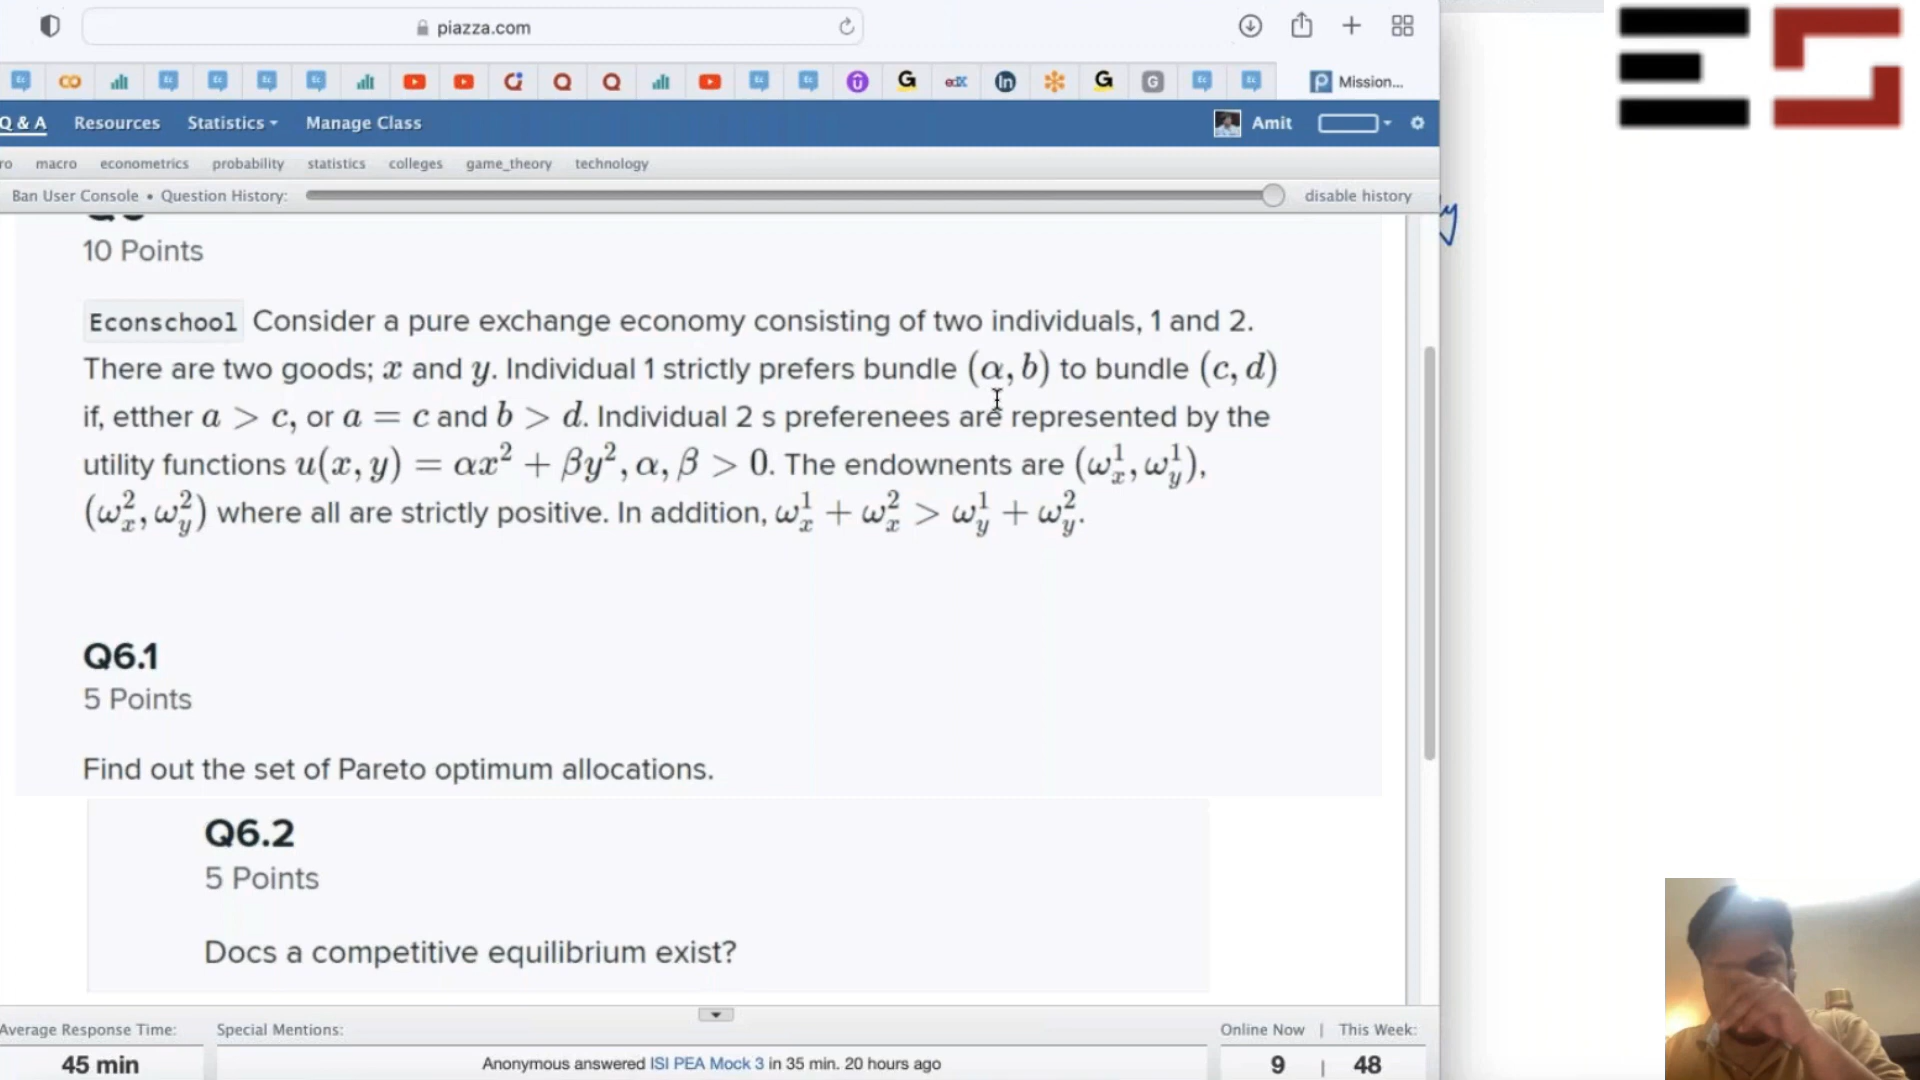 piazza.com
Mission...
Q & A Resources Statistics Manage Class Amit
ro macro econometrics probability statistics colleges game_theory technology
Ban User Console • Question History: disable history
10 Points
Econschool Consider a pure exchange economy consisting of two individuals, 1 and 2.
There are two goods; x and y. Individual 1 strictly prefers bundle (α, b) to bundle (c, d)
if, etther a > c, or a = c and b > d. Individual 2 s preferenees are represented by the
utility functions u(x, y) = αx² + βy², α, β > 0. The endownents are (ω¹ₓ, ω¹ᵧ),
(ω²ₓ, ω²ᵧ) where all are strictly positive. In addition, ω¹ₓ + ω²ₓ > ω¹ᵧ + ω²ᵧ.
Q6.1
5 Points
Find out the set of Pareto optimum allocations.
Q6.2
5 Points
Docs a competitive equilibrium exist?
Average Response Time: Special Mentions: Online Now | This Week:
45 min Anonymous answered ISI PEA Mock 3 in 35 min. 20 hours ago 9 | 48
ES
y